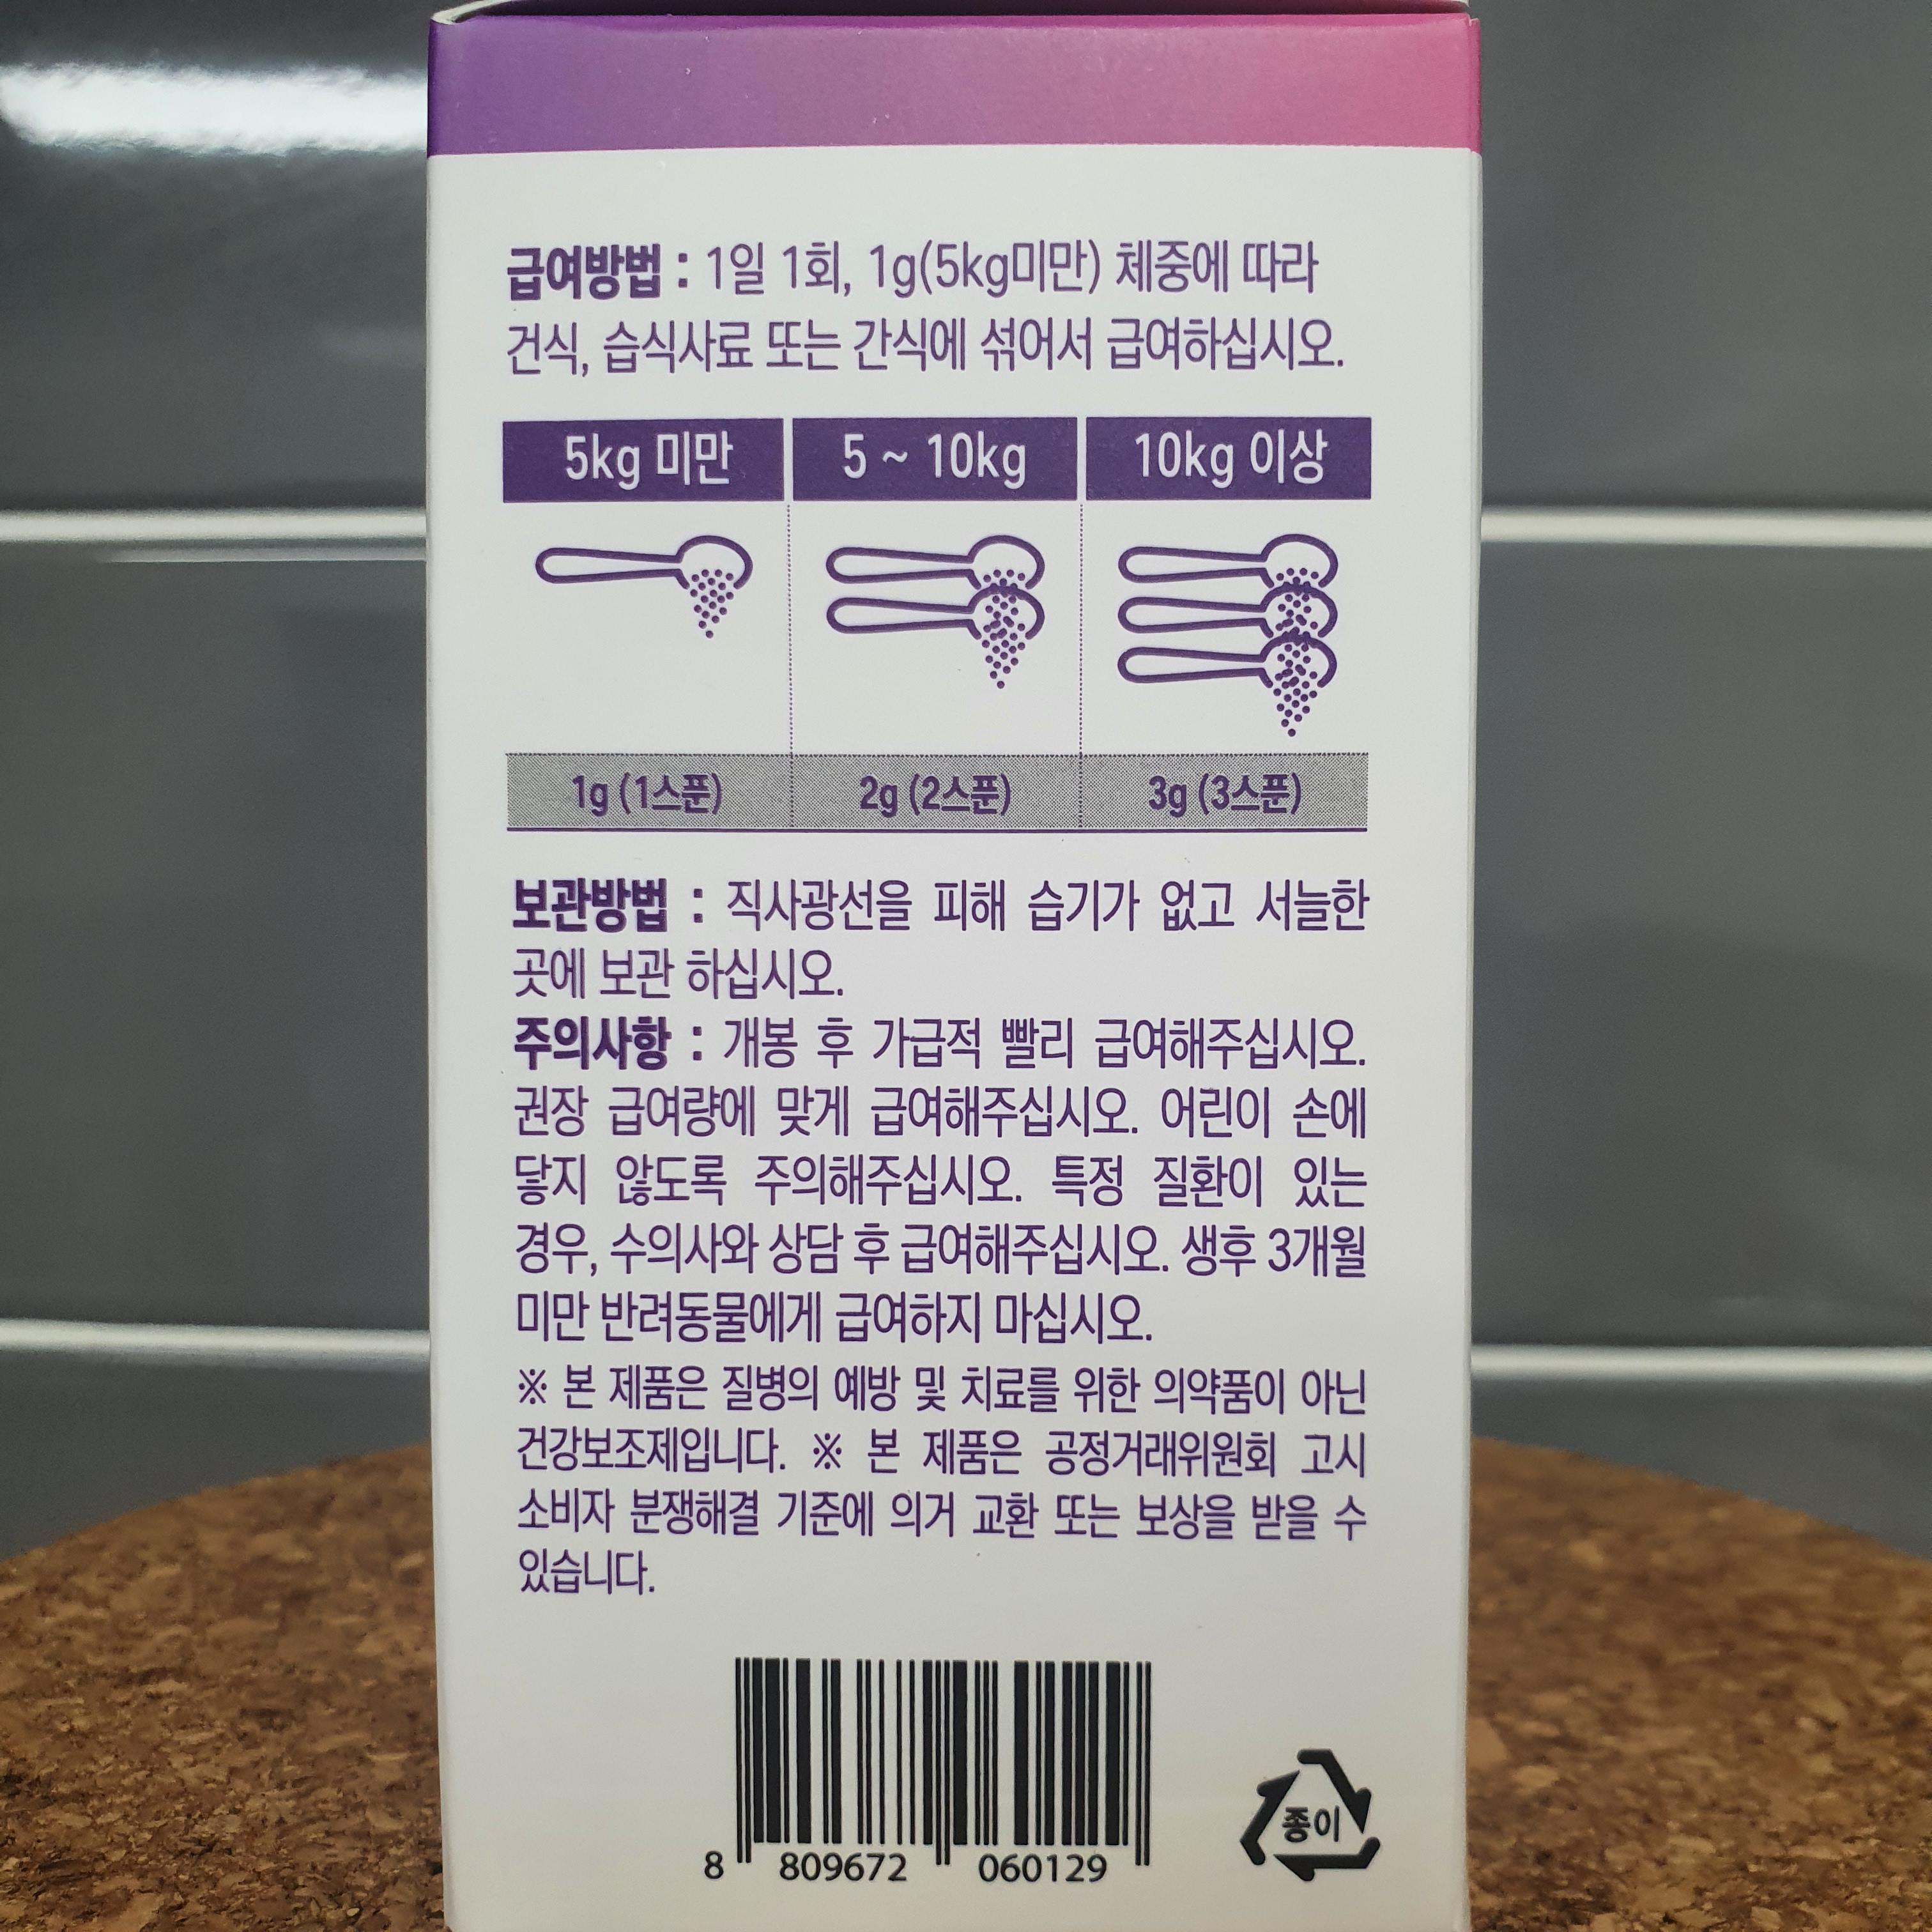 급여방법 : 1일 1회, 1g(5kg미만) 체중에 따라
건식, 습식사료 또는 간식에 섞어서 급여하십시오.
5kg 미만 5 ~ 10kg 10kg 이상
1g (1스푼) 2g (2스푼) 3g (3스푼)
보관방법 : 직사광선을 피해 습기가 없고 서늘한
곳에 보관 하십시오.
주의사항 : 개봉 후 가급적 빨리 급여해주십시오.
권장 급여량에 맞게 급여해주십시오. 어린이 손에
닿지 않도록 주의해주십시오. 특정 질환이 있는
경우, 수의사와 상담 후 급여해주십시오. 생후 3개월
미만 반려동물에게 급여하지 마십시오.
※ 본 제품은 질병의 예방 및 치료를 위한 의약품이 아닌
건강보조제입니다. ※ 본 제품은 공정거래위원회 고시
소비자 분쟁해결 기준에 의거 교환 또는 보상을 받을 수
있습니다.
종이
8 809672 060129